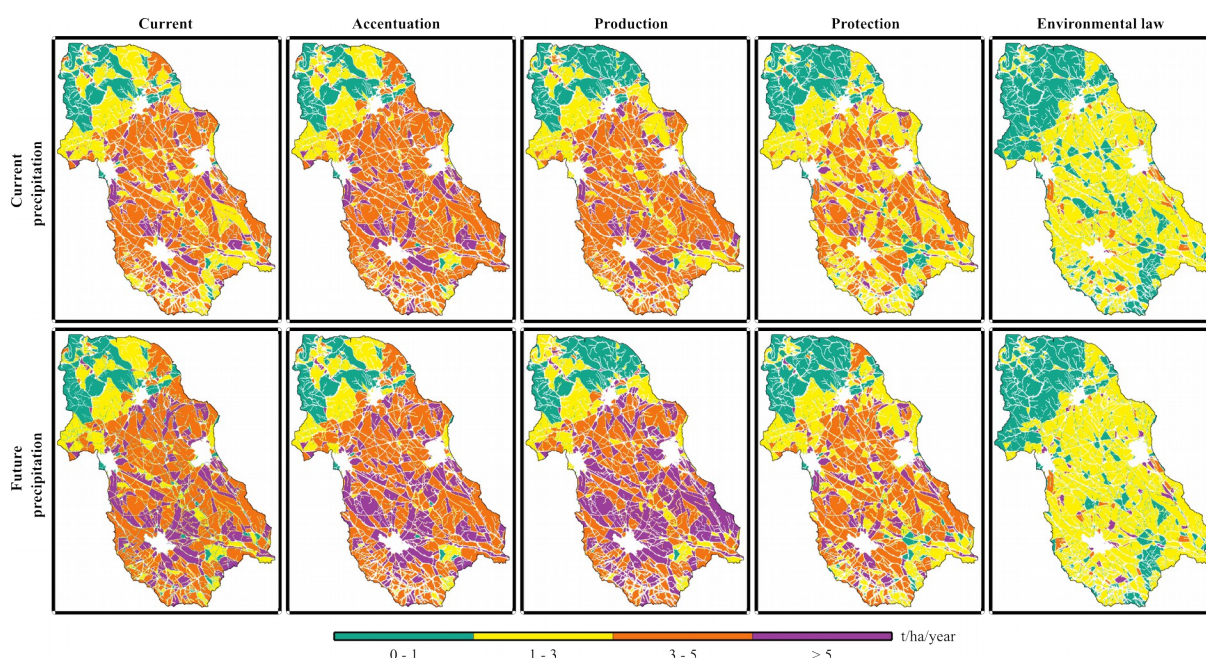 Current Accentuation Production Protection Environmental law
Current
precipitation
Future
precipitation
t/ha/year
0 - 1 1 - 3 3 - 5 > 5